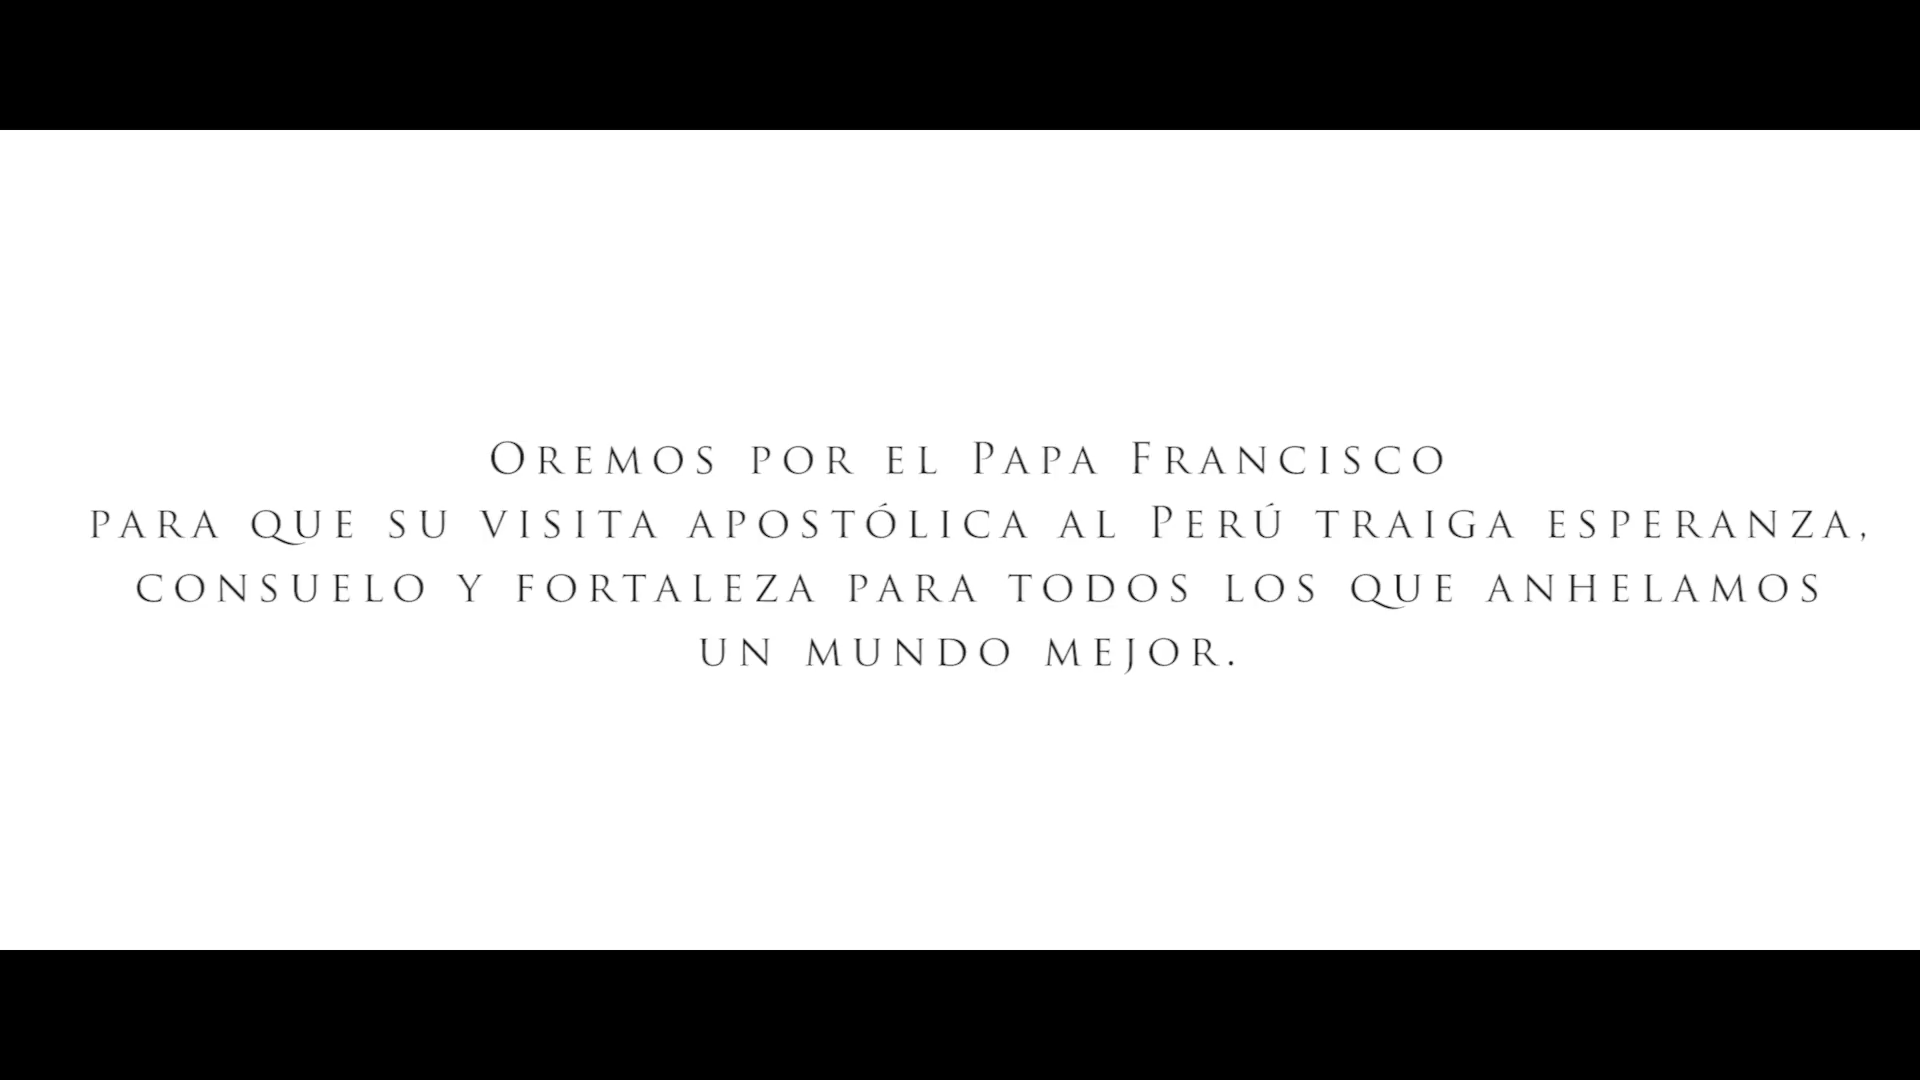 Oremos por el Papa Francisco
para que su visita apostólica al Perú traiga esperanza,
consuelo y fortaleza para todos los que anhelamos
un mundo mejor.